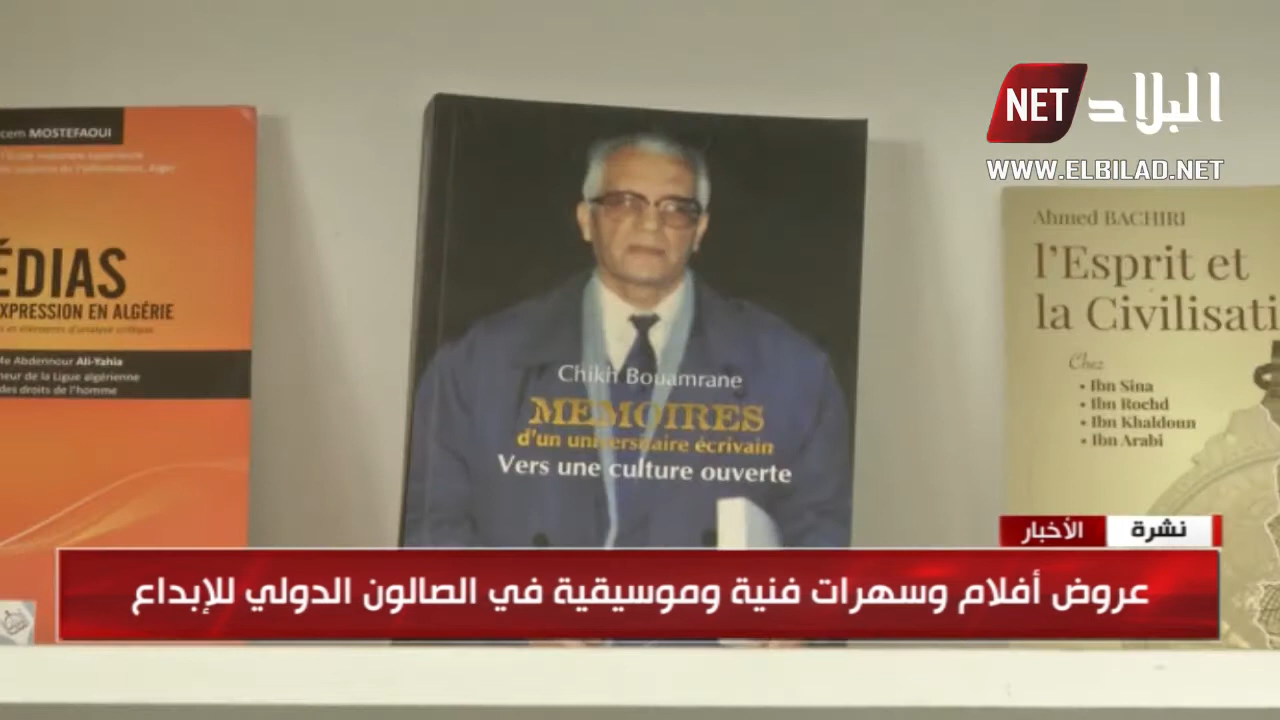 cem MOSTEFAOUI
ÉDIAS
EXPRESSION EN ALGÉRIE
Me Abdennour Ali-Yahia
neur de la Ligue algérienne
des droits de l'homme
Chikh Bouamrane
MEMOIRES
d'un universitaire écrivain
Vers une culture ouverte
NET البلاد
WWW.ELBILAD.NET
Ahmed BACHIRI
l'Esprit et
la Civilisati
Chez
• Ibn Sina
• Ibn Rochd
• Ibn Khaldoun
• Ibn Arabi
نشرة الأخبار
عروض أفلام وسهرات فنية وموسيقية في الصالون الدولي للإبداع